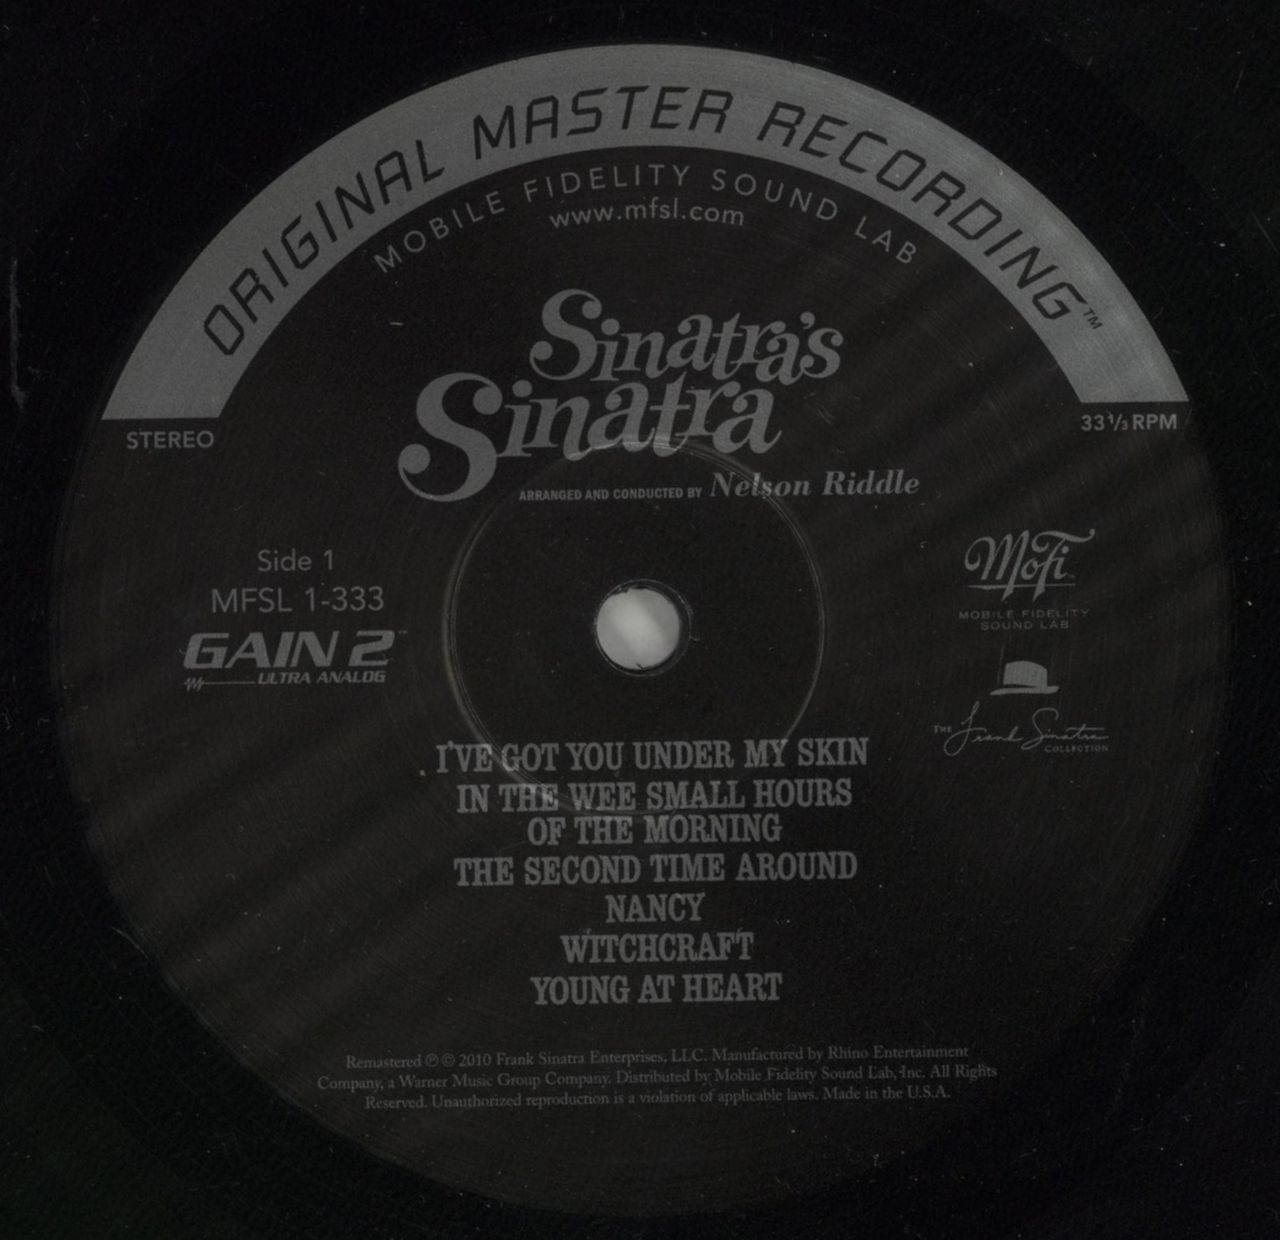 ORIGINAL MASTER RECORDING™
MOBILE FIDELITY SOUND LAB
www.mfsl.com
Sinatra's
Sinatra
STEREO
33 1/3 RPM
ARRANGED AND CONDUCTED BY Nelson Riddle
Side 1
MFSL 1-333
GAIN 2™
ULTRA ANALOG
MoFi
MOBILE FIDELITY
SOUND LAB
THE Frank Sinatra
COLLECTION
I'VE GOT YOU UNDER MY SKIN
IN THE WEE SMALL HOURS
OF THE MORNING
THE SECOND TIME AROUND
NANCY
WITCHCRAFT
YOUNG AT HEART
Remastered ℗ © 2010 Frank Sinatra Enterprises, LLC. Manufactured by Rhino Entertainment
Company, a Warner Music Group Company. Distributed by Mobile Fidelity Sound Lab, Inc. All Rights
Reserved. Unauthorized reproduction is a violation of applicable laws. Made in the U.S.A.